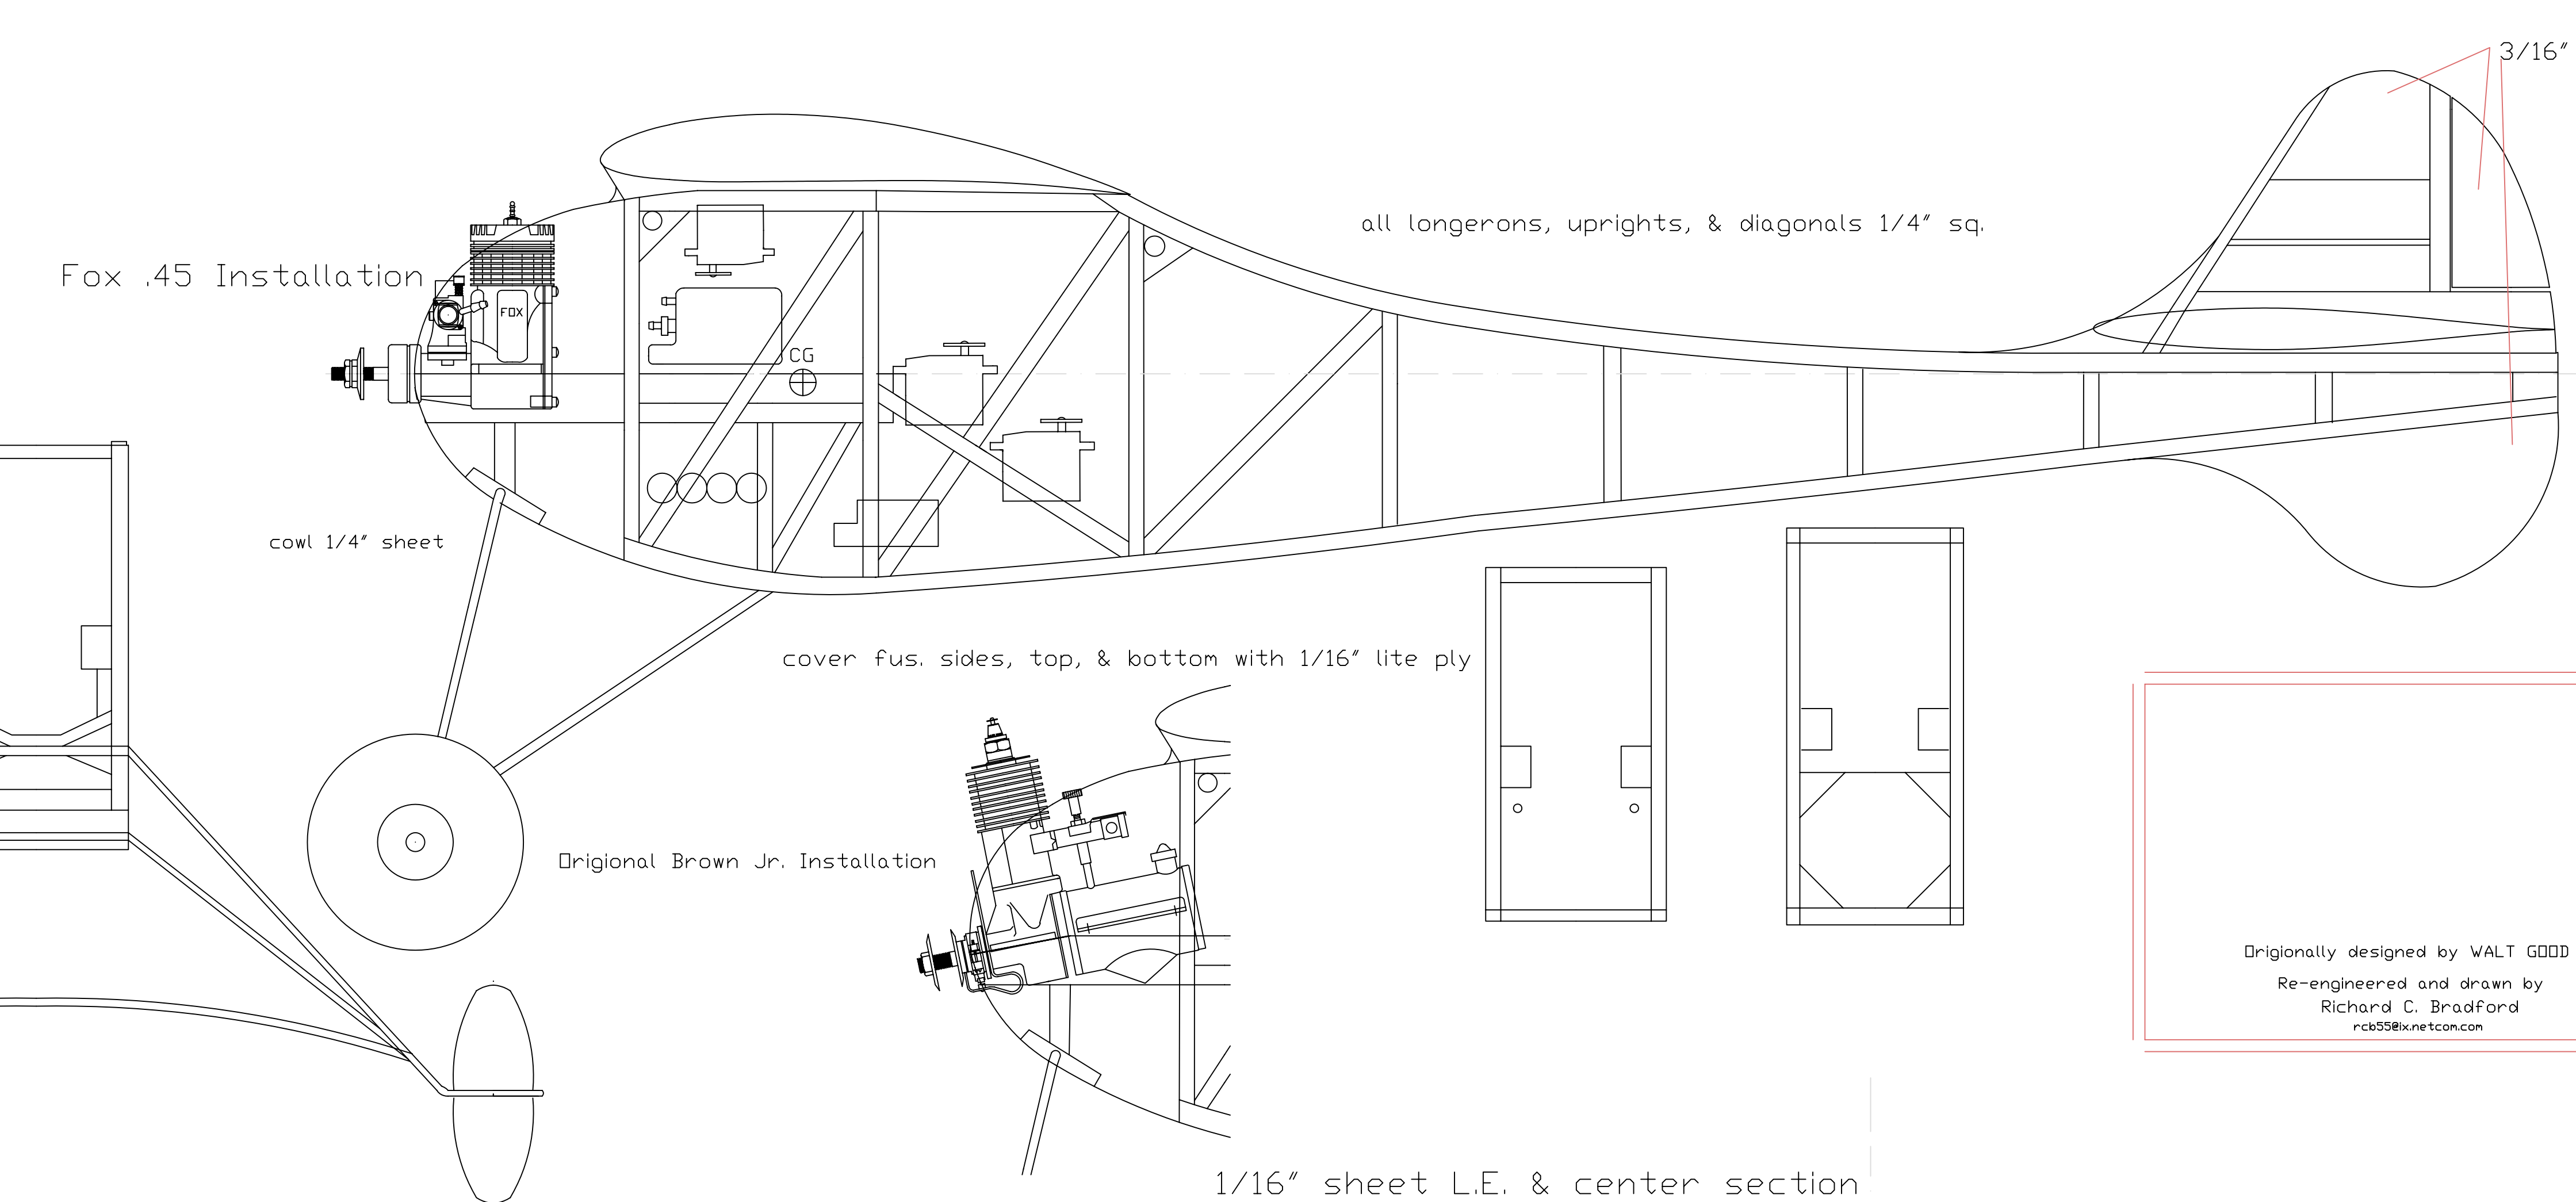 3/16"
all longerons, uprights, & diagonals 1/4" sq.
Fox .45 Installation
FOX
CG
cowl 1/4" sheet
cover fus. sides, top, & bottom with 1/16" lite ply
Origional Brown Jr. Installation
Origionally designed by WALT GOOD
Re-engineered and drawn by
Richard C. Bradford
rcb55@ix.netcom.com
1/16" sheet L.E. & center section